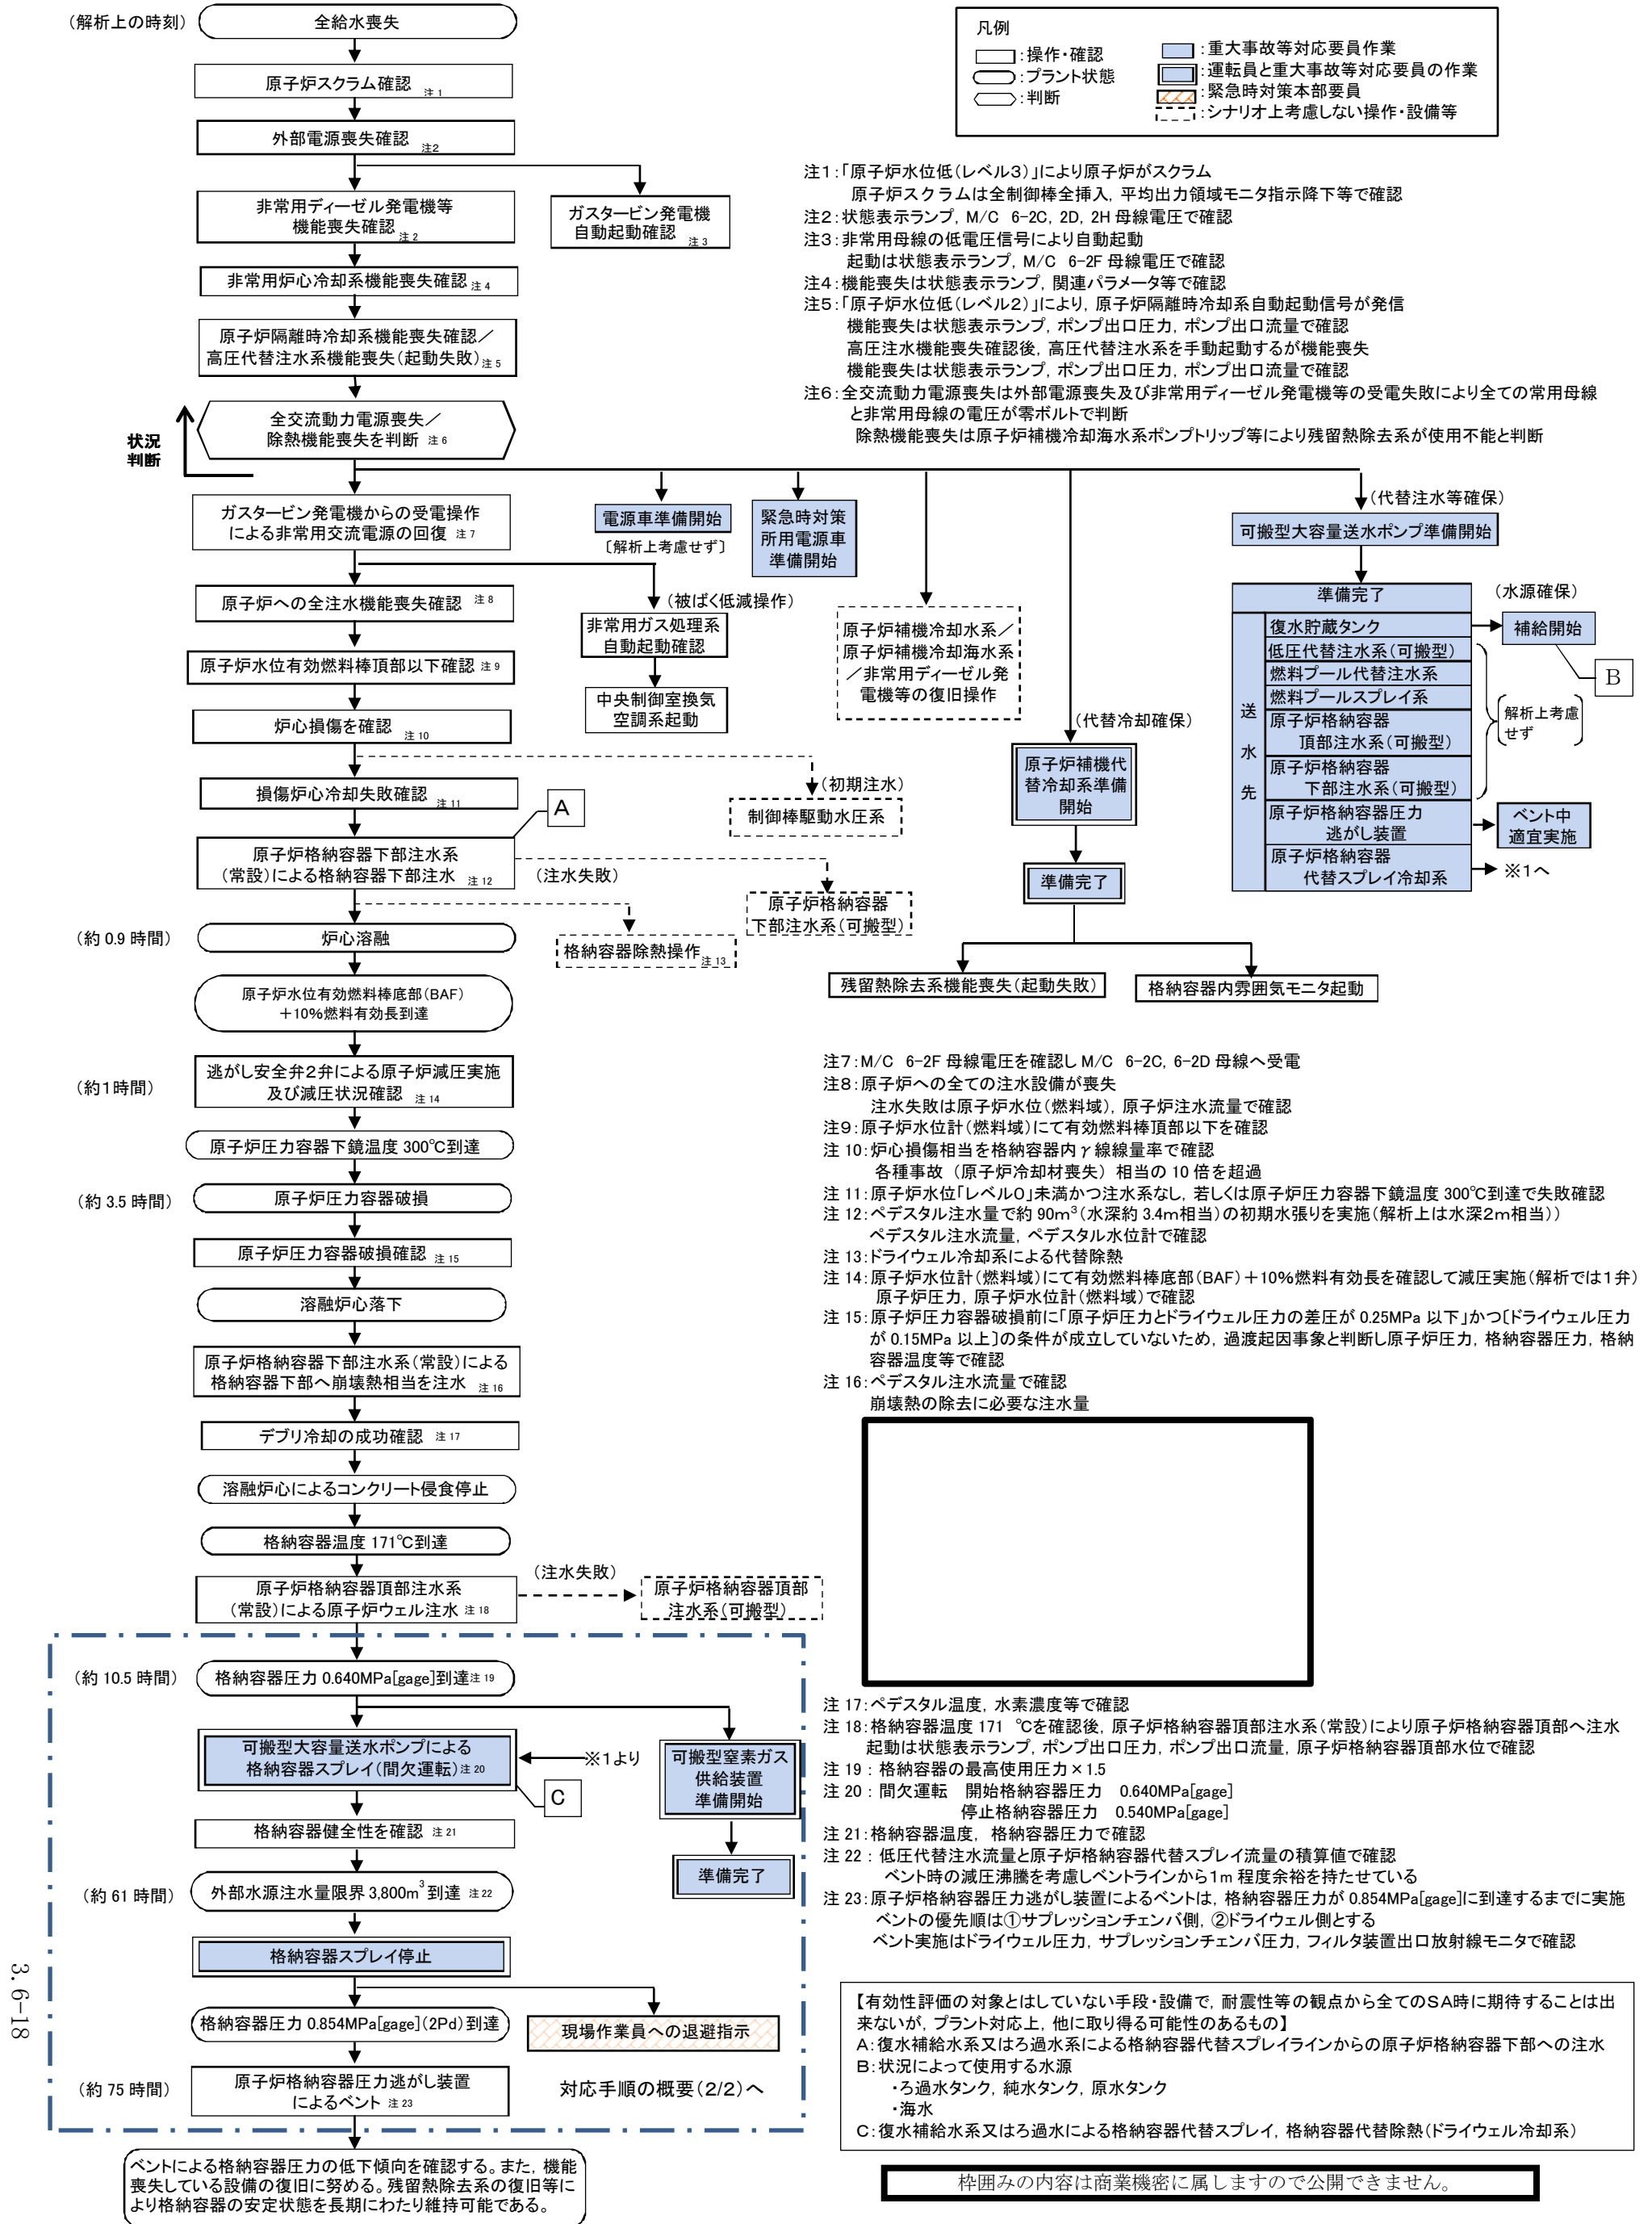 (解析上の時刻)
全給水喪失
原子炉スクラム確認 注1
外部電源喪失確認 注2
非常用ディーゼル発電機等
機能喪失確認 注2
ガスタービン発電機
自動起動確認 注3
非常用炉心冷却系機能喪失確認 注4
原子炉隔離時冷却系機能喪失確認/
高圧代替注水系機能喪失(起動失敗) 注5
全交流動力電源喪失/
除熱機能喪失を判断 注6
状況
判断
凡例
:操作・確認
:プラント状態
:判断
:重大事故等対応要員作業
:運転員と重大事故等対応要員の作業
:緊急時対策本部要員
:シナリオ上考慮しない操作・設備等
注1:「原子炉水位低(レベル3)」により原子炉がスクラム
原子炉スクラムは全制御棒全挿入, 平均出力領域モニタ指示降下等で確認
注2:状態表示ランプ, M/C 6-2C, 2D, 2H 母線電圧で確認
注3:非常用母線の低電圧信号により自動起動
起動は状態表示ランプ, M/C 6-2F 母線電圧で確認
注4:機能喪失は状態表示ランプ, 関連パラメータ等で確認
注5:「原子炉水位低(レベル2)」により, 原子炉隔離時冷却系自動起動信号が発信
機能喪失は状態表示ランプ, ポンプ出口圧力, ポンプ出口流量で確認
高圧注水機能喪失確認後, 高圧代替注水系を手動起動するが機能喪失
機能喪失は状態表示ランプ, ポンプ出口圧力, ポンプ出口流量で確認
注6:全交流動力電源喪失は外部電源喪失及び非常用ディーゼル発電機等の受電失敗により全ての常用母線
と非常用母線の電圧が零ボルトで判断
除熱機能喪失は原子炉補機冷却海水系ポンプトリップ等により残留熱除去系が使用不能と判断
ガスタービン発電機からの受電操作
による非常用交流電源の回復 注7
電源車準備開始
〔解析上考慮せず〕
緊急時対策
所用電源車
準備開始
原子炉補機冷却水系/
原子炉補機冷却海水系
/非常用ディーゼル発
電機等の復旧操作
(代替冷却確保)
原子炉補機代
替冷却系準備
開始
準備完了
残留熱除去系機能喪失(起動失敗)
格納容器内雰囲気モニタ起動
(代替注水等確保)
可搬型大容量送水ポンプ準備開始
準備完了
(水源確保)
送水先
復水貯蔵タンク
補給開始
B
低圧代替注水系(可搬型)
燃料プール代替注水系
燃料プールスプレイ系
原子炉格納容器
頂部注水系(可搬型)
原子炉格納容器
下部注水系(可搬型)
解析上考慮
せず
原子炉格納容器圧力
逃がし装置
ベント中
適宜実施
原子炉格納容器
代替スプレイ冷却系
※1へ
原子炉への全注水機能喪失確認 注8
(被ばく低減操作)
非常用ガス処理系
自動起動確認
中央制御室換気
空調系起動
原子炉水位有効燃料棒頂部以下確認 注9
炉心損傷を確認 注10
(初期注水)
制御棒駆動水圧系
損傷炉心冷却失敗確認 注11
A
原子炉格納容器下部注水系
(常設)による格納容器下部注水 注12
(注水失敗)
原子炉格納容器
下部注水系(可搬型)
格納容器除熱操作 注13
(約 0.9 時間)
炉心溶融
原子炉水位有効燃料棒底部(BAF)
+10%燃料有効長到達
(約1時間)
逃がし安全弁2弁による原子炉減圧実施
及び減圧状況確認 注14
原子炉圧力容器下鏡温度 300℃到達
(約 3.5 時間)
原子炉圧力容器破損
原子炉圧力容器破損確認 注15
溶融炉心落下
原子炉格納容器下部注水系(常設)による
格納容器下部へ崩壊熱相当を注水 注16
デブリ冷却の成功確認 注17
溶融炉心によるコンクリート侵食停止
格納容器温度 171℃到達
原子炉格納容器頂部注水系
(常設)による原子炉ウェル注水 注18
(注水失敗)
原子炉格納容器頂部
注水系(可搬型)
注7:M/C 6-2F 母線電圧を確認し M/C 6-2C, 6-2D 母線へ受電
注8:原子炉への全ての注水設備が喪失
注水失敗は原子炉水位(燃料域), 原子炉注水流量で確認
注9:原子炉水位計(燃料域)にて有効燃料棒頂部以下を確認
注 10:炉心損傷相当を格納容器内γ線線量率で確認
各種事故(原子炉冷却材喪失)相当の 10 倍を超過
注 11:原子炉水位「レベル0」未満かつ注水系なし, 若しくは原子炉圧力容器下鏡温度 300℃到達で失敗確認
注 12:ペデスタル注水量で約 90m³(水深約 3.4m相当)の初期水張りを実施(解析上は水深2m相当))
ペデスタル注水流量, ペデスタル水位計で確認
注 13:ドライウェル冷却系による代替除熱
注 14:原子炉水位計(燃料域)にて有効燃料棒底部(BAF)+10%燃料有効長を確認して減圧実施(解析では1弁)
原子炉圧力, 原子炉水位計(燃料域)で確認
注 15:原子炉圧力容器破損前に「原子炉圧力とドライウェル圧力の差圧が 0.25MPa 以下」かつ〔ドライウェル圧力
が 0.15MPa 以上〕の条件が成立していないため, 過渡起因事象と判断し原子炉圧力, 格納容器圧力, 格納
容器温度等で確認
注 16:ペデスタル注水流量で確認
崩壊熱の除去に必要な注水量
(約 10.5 時間)
格納容器圧力 0.640MPa[gage]到達 注19
可搬型大容量送水ポンプによる
格納容器スプレイ(間欠運転) 注20
※1より
C
可搬型窒素ガス
供給装置
準備開始
準備完了
格納容器健全性を確認 注21
(約 61 時間)
外部水源注水量限界 3,800m³到達 注22
格納容器スプレイ停止
格納容器圧力 0.854MPa[gage](2Pd)到達
現場作業員への退避指示
(約 75 時間)
原子炉格納容器圧力逃がし装置
によるベント 注23
対応手順の概要(2/2)へ
ベントによる格納容器圧力の低下傾向を確認する。また, 機能
喪失している設備の復旧に努める。残留熱除去系の復旧等に
より格納容器の安定状態を長期にわたり維持可能である。
注 17:ペデスタル温度, 水素濃度等で確認
注 18:格納容器温度 171 ℃を確認後, 原子炉格納容器頂部注水系(常設)により原子炉格納容器頂部へ注水
起動は状態表示ランプ, ポンプ出口圧力, ポンプ出口流量, 原子炉格納容器頂部水位で確認
注 19 : 格納容器の最高使用圧力×1.5
注 20 : 間欠運転 開始格納容器圧力 0.640MPa[gage]
停止格納容器圧力 0.540MPa[gage]
注 21:格納容器温度, 格納容器圧力で確認
注 22 : 低圧代替注水流量と原子炉格納容器代替スプレイ流量の積算値で確認
ベント時の減圧沸騰を考慮しベントラインから1m 程度余裕を持たせている
注 23:原子炉格納容器圧力逃がし装置によるベントは, 格納容器圧力が 0.854MPa[gage]に到達するまでに実施
ベントの優先順は①サプレッションチェンバ側, ②ドライウェル側とする
ベント実施はドライウェル圧力, サプレッションチェンバ圧力, フィルタ装置出口放射線モニタで確認
【有効性評価の対象とはしていない手段・設備で, 耐震性等の観点から全てのSA時に期待することは出
来ないが, プラント対応上, 他に取り得る可能性のあるもの】
A:復水補給水系又はろ過水系による格納容器代替スプレイラインからの原子炉格納容器下部への注水
B:状況によって使用する水源
・ろ過水タンク, 純水タンク, 原水タンク
・海水
C:復水補給水系又はろ過水による格納容器代替スプレイ, 格納容器代替除熱(ドライウェル冷却系)
枠囲みの内容は商業機密に属しますので公開できません。
3.6-18